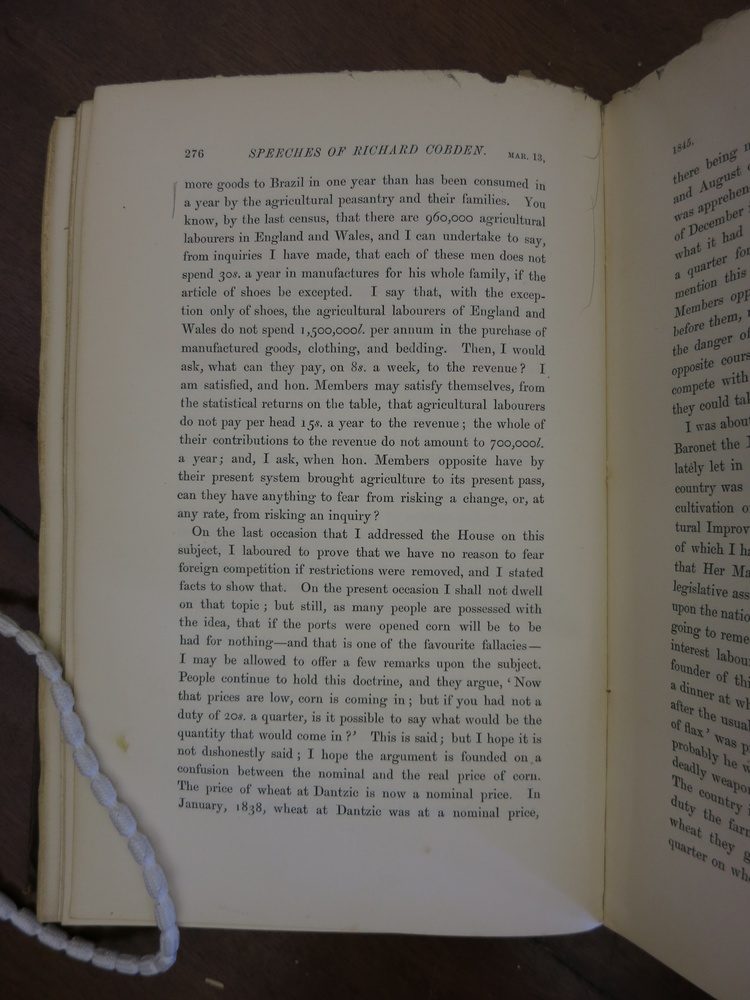 276 SPEECHES OF RICHARD COBDEN. MAR. 13,
more goods to Brazil in one year than has been consumed in
a year by the agricultural peasantry and their families. You
know, by the last census, that there are 960,000 agricultural
labourers in England and Wales, and I can undertake to say,
from inquiries I have made, that each of these men does not
spend 30s. a year in manufactures for his whole family, if the
article of shoes be excepted. I say that, with the excep-
tion only of shoes, the agricultural labourers of England and
Wales do not spend 1,500,000l. per annum in the purchase of
manufactured goods, clothing, and bedding. Then, I would
ask, what can they pay, on 8s. a week, to the revenue? I
am satisfied, and hon. Members may satisfy themselves, from
the statistical returns on the table, that agricultural labourers
do not pay per head 15s. a year to the revenue; the whole of
their contributions to the revenue do not amount to 700,000l.
a year; and, I ask, when hon. Members opposite have by
their present system brought agriculture to its present pass,
can they have anything to fear from risking a change, or, at
any rate, from risking an inquiry?
On the last occasion that I addressed the House on this
subject, I laboured to prove that we have no reason to fear
foreign competition if restrictions were removed, and I stated
facts to show that. On the present occasion I shall not dwell
on that topic; but still, as many people are possessed with
the idea, that if the ports were opened corn will be to be
had for nothing—and that is one of the favourite fallacies—
I may be allowed to offer a few remarks upon the subject.
People continue to hold this doctrine, and they argue, ‘Now
that prices are low, corn is coming in; but if you had not a
duty of 20s. a quarter, is it possible to say what would be the
quantity that would come in?’ This is said; but I hope it is
not dishonestly said; I hope the argument is founded on a
confusion between the nominal and the real price of corn.
The price of wheat at Dantzic is now a nominal price. In
January, 1838, wheat at Dantzic was at a nominal price,
1845.
there being
and August
was apprehen
of December
what it had
a quarter for
mention this
Members opp
before them,
the danger of
opposite cours
compete with
they could tal
I was abou
Baronet the
lately let in
country was
cultivation o
tural Improv
of which I h
that Her Ma
legislative ass
upon the natio
going to reme
interest labou
founder of thi
a dinner at wh
after the usual
of flax’ was p
probably he w
deadly weapon
The country
duty the farm
wheat they g
quarter on wh